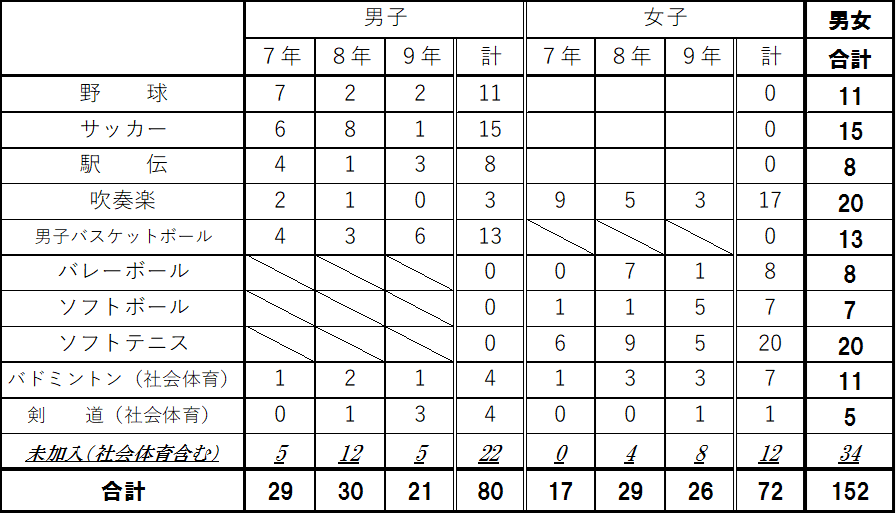 男子 女子 男女
７年 ８年 ９年 計 ７年 ８年 ９年 計 合計
野　　球 7 2 2 11 0 11
サッカー 6 8 1 15 0 15
駅　　伝 4 1 3 8 0 8
吹奏楽 2 1 0 3 9 5 3 17 20
男子バスケットボール 4 3 6 13 0 13
バレーボール 0 0 7 1 8 8
ソフトボール 0 1 1 5 7 7
ソフトテニス 0 6 9 5 20 20
バドミントン（社会体育） 1 2 1 4 1 3 3 7 11
剣　　道（社会体育） 0 1 3 4 0 0 1 1 5
未加入(社会体育含む) 5 12 5 22 0 4 8 12 34
合計 29 30 21 80 17 29 26 72 152